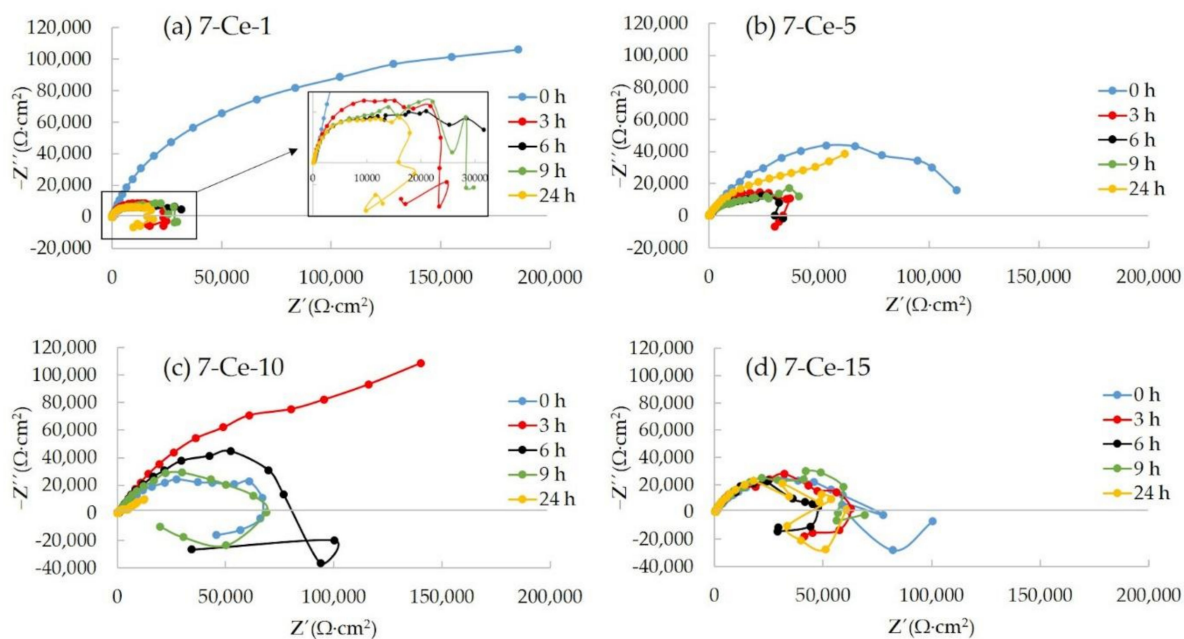 (a) 7-Ce-1
120,000
100,000
80,000
60,000
40,000
20,000
0
-20,000
−Z′′(Ω·cm²)
0
50,000
100,000
150,000
200,000
Z′(Ω·cm²)
0
10000
20000
30000
0 h
3 h
6 h
9 h
24 h
(b) 7-Ce-5
120,000
100,000
80,000
60,000
40,000
20,000
0
-20,000
−Z′′(Ω·cm²)
0
50,000
100,000
150,000
200,000
Z′(Ω·cm²)
0 h
3 h
6 h
9 h
24 h
(c) 7-Ce-10
120,000
100,000
80,000
60,000
40,000
20,000
0
-20,000
-40,000
−Z′′(Ω·cm²)
0
50,000
100,000
150,000
200,000
Z′(Ω·cm²)
0 h
3 h
6 h
9 h
24 h
(d) 7-Ce-15
120,000
100,000
80,000
60,000
40,000
20,000
0
-20,000
-40,000
−Z′′(Ω·cm²)
0
50,000
100,000
150,000
200,000
Z′(Ω·cm²)
0 h
3 h
6 h
9 h
24 h